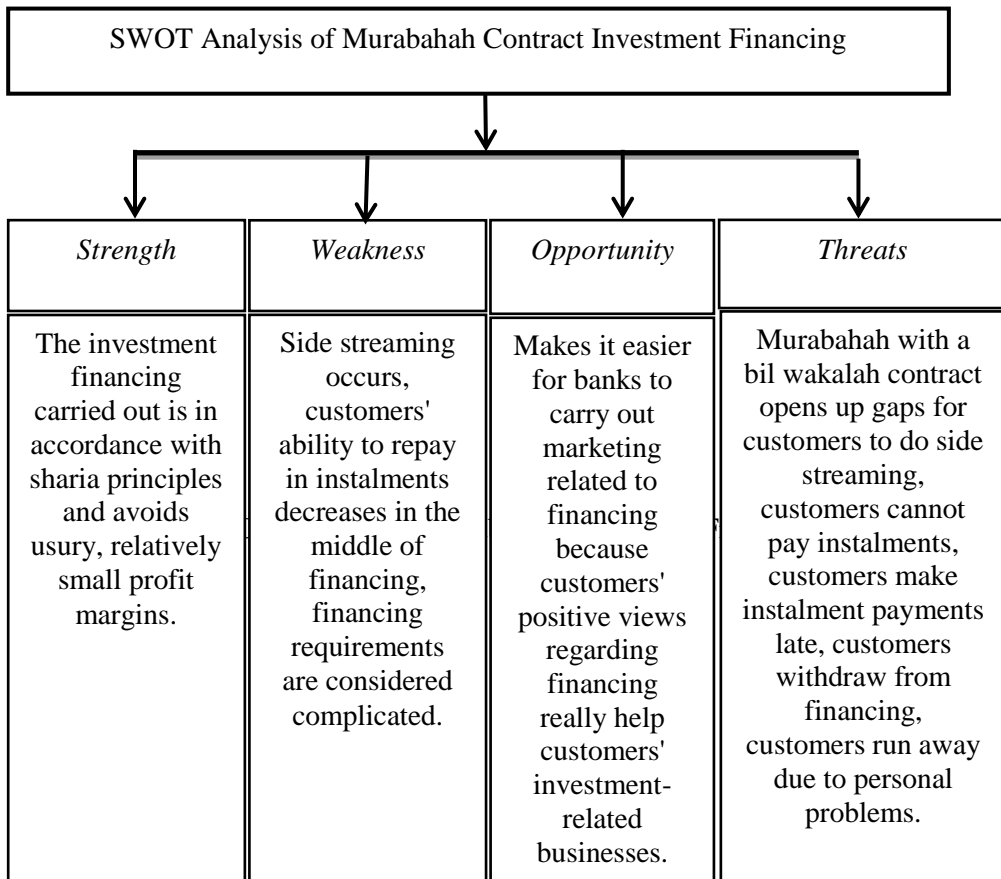 SWOT Analysis of Murabahah Contract Investment Financing
Strength
Weakness
Opportunity
Threats
The investment
financing
carried out is in
accordance with
sharia principles
and avoids
usury, relatively
small profit
margins.
Side streaming
occurs,
customers'
ability to repay
in instalments
decreases in the
middle of
financing,
financing
requirements
are considered
complicated.
Makes it easier
for banks to
carry out
marketing
related to
financing
because
customers'
positive views
regarding
financing
really help
customers'
investment-
related
businesses.
Murabahah with a
bil wakalah contract
opens up gaps for
customers to do side
streaming,
customers cannot
pay instalments,
customers make
instalment payments
late, customers
withdraw from
financing,
customers run away
due to personal
problems.